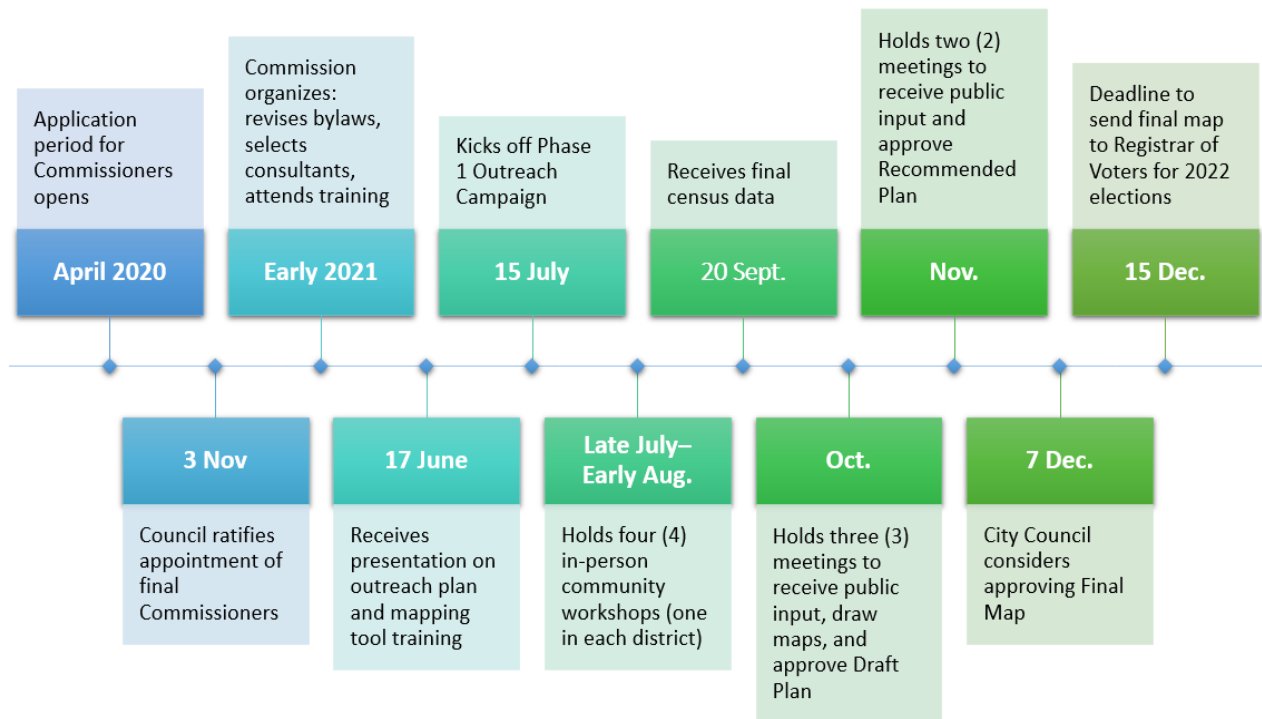 Application
period for
Commissioners
opens
April 2020
3 Nov
Council ratifies
appointment of
final
Commissioners
Commission
organizes:
revises bylaws,
selects
consultants,
attends training
Early 2021
17 June
Receives
presentation on
outreach plan
and mapping
tool training
Kicks off Phase
1 Outreach
Campaign
15 July
Late July–
Early Aug.
Holds four (4)
in-person
community
workshops (one
in each district)
Receives final
census data
20 Sept.
Oct.
Holds three (3)
meetings to
receive public
input, draw
maps, and
approve Draft
Plan
Holds two (2)
meetings to
receive public
input and
approve
Recommended
Plan
Nov.
7 Dec.
City Council
considers
approving Final
Map
Deadline to
send final map
to Registrar of
Voters for 2022
elections
15 Dec.